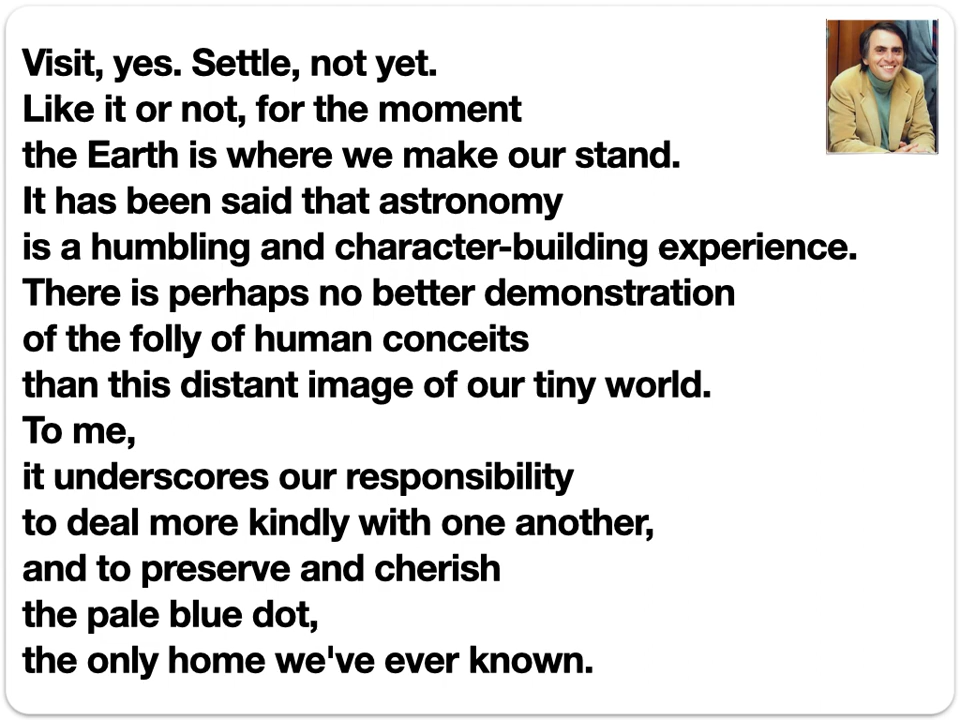 Visit, yes. Settle, not yet.
Like it or not, for the moment
the Earth is where we make our stand.
It has been said that astronomy
is a humbling and character-building experience.
There is perhaps no better demonstration
of the folly of human conceits
than this distant image of our tiny world.
To me,
it underscores our responsibility
to deal more kindly with one another,
and to preserve and cherish
the pale blue dot,
the only home we've ever known.